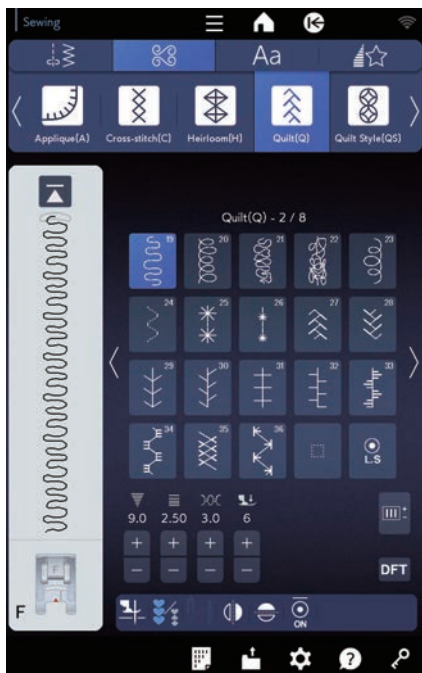 Sewing
Aa
Applique(A) Cross-stitch(C) Heirloom(H) Quilt(Q) Quilt Style(QS)
Quilt(Q) - 2 / 8
19 20 21 22 23
24 25 26 27 28
29 30 31 32 33
34 35 36
L.S
9.0 2.50 3.0 6
+ + + +
− − − −
DFT
F
ON
?